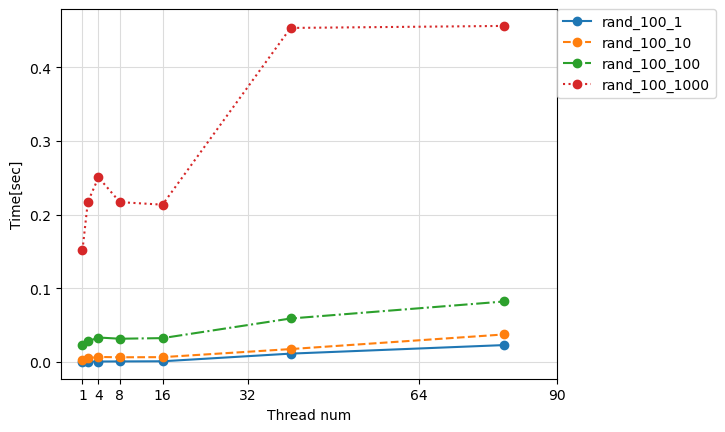 rand_100_1
rand_100_10
rand_100_100
rand_100_1000
Time[sec]
0.4
0.3
0.2
0.1
0.0
1 4 8 16 32 64 90
Thread num